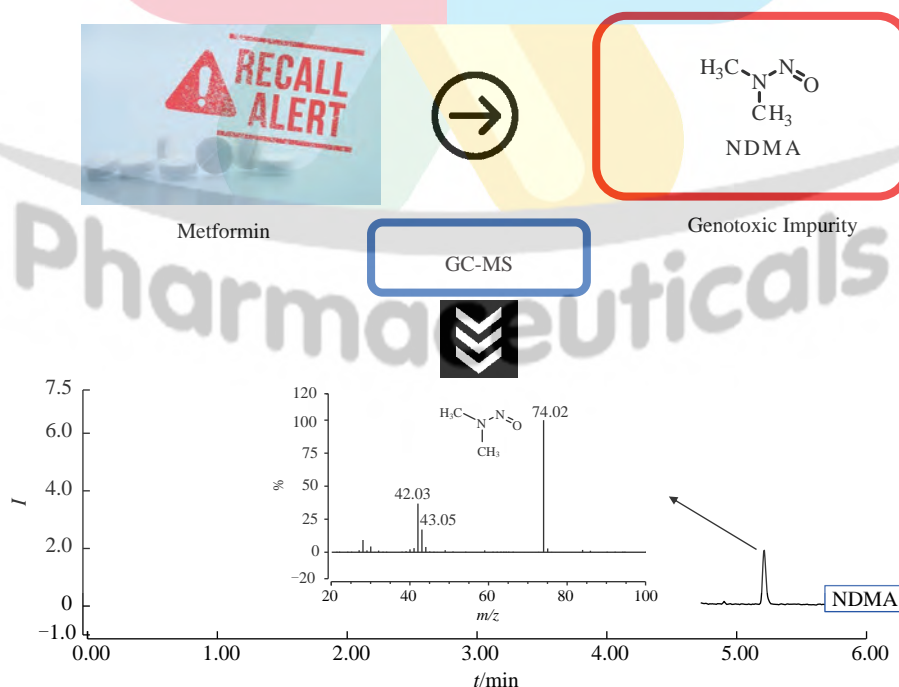 RECALL
ALERT
H₃C
N
N
O
CH₃
NDMA
Metformin
Genotoxic Impurity
GC-MS
Pharmaceuticals
7.5
6.0
4.0
2.0
0
−1.0
I
0.00
1.00
2.00
3.00
4.00
5.00
6.00
t/min
120
100
75
50
25
0
−20
%
20
40
60
80
100
m/z
H₃C
N
N
O
CH₃
74.02
42.03
43.05
NDMA